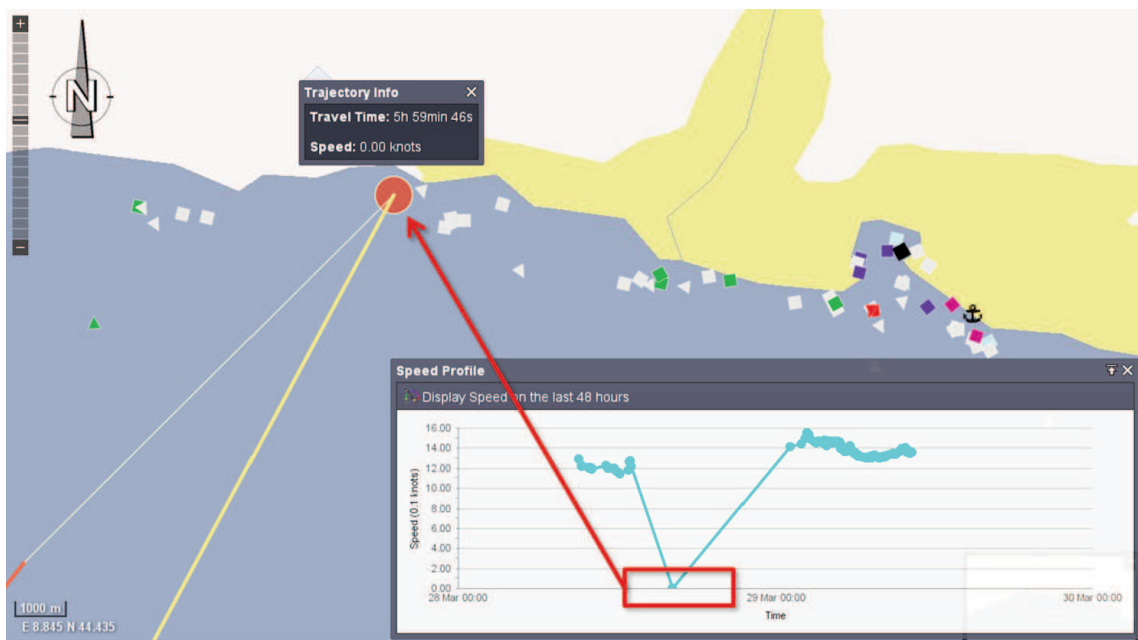 +
N
Trajectory Info
Travel Time: 5h 59min 46s
Speed: 0.00 knots
−
Speed Profile
Display Speed on the last 48 hours
16.00
14.00
12.00
10.00
8.00
6.00
4.00
2.00
0.00
Speed (0.1 knots)
28 Mar 00:00
29 Mar 00:00
30 Mar 00:00
Time
1000 m
E 8.845 N 44.435